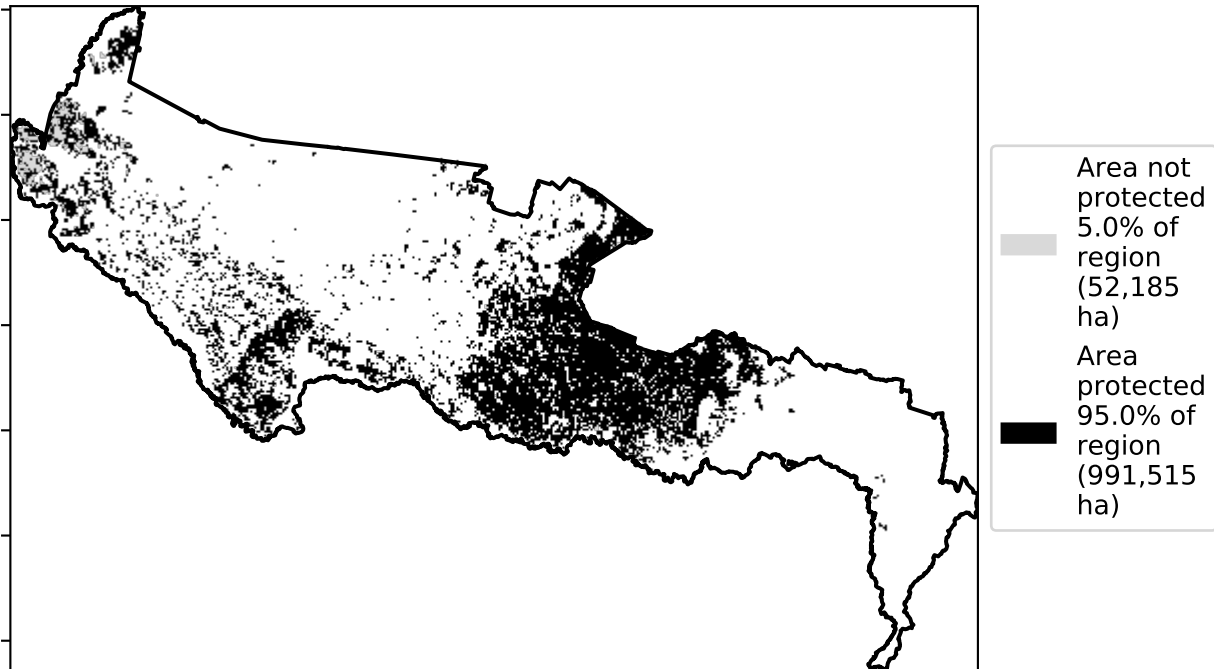 Area not
protected
5.0% of
region
(52,185
ha)
Area
protected
95.0% of
region
(991,515
ha)